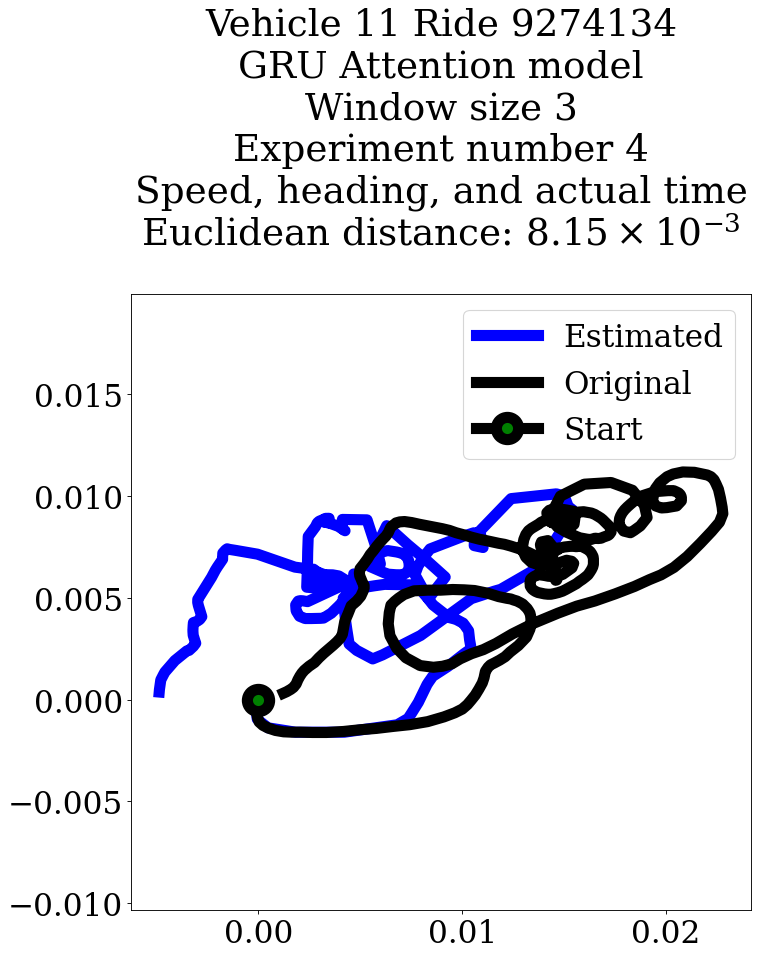 Vehicle 11 Ride 9274134
GRU Attention model
Window size 3
Experiment number 4
Speed, heading, and actual time
Euclidean distance: 8.15 × 10⁻³
Estimated
Original
Start
0.015
0.010
0.005
0.000
−0.005
−0.010
0.00
0.01
0.02